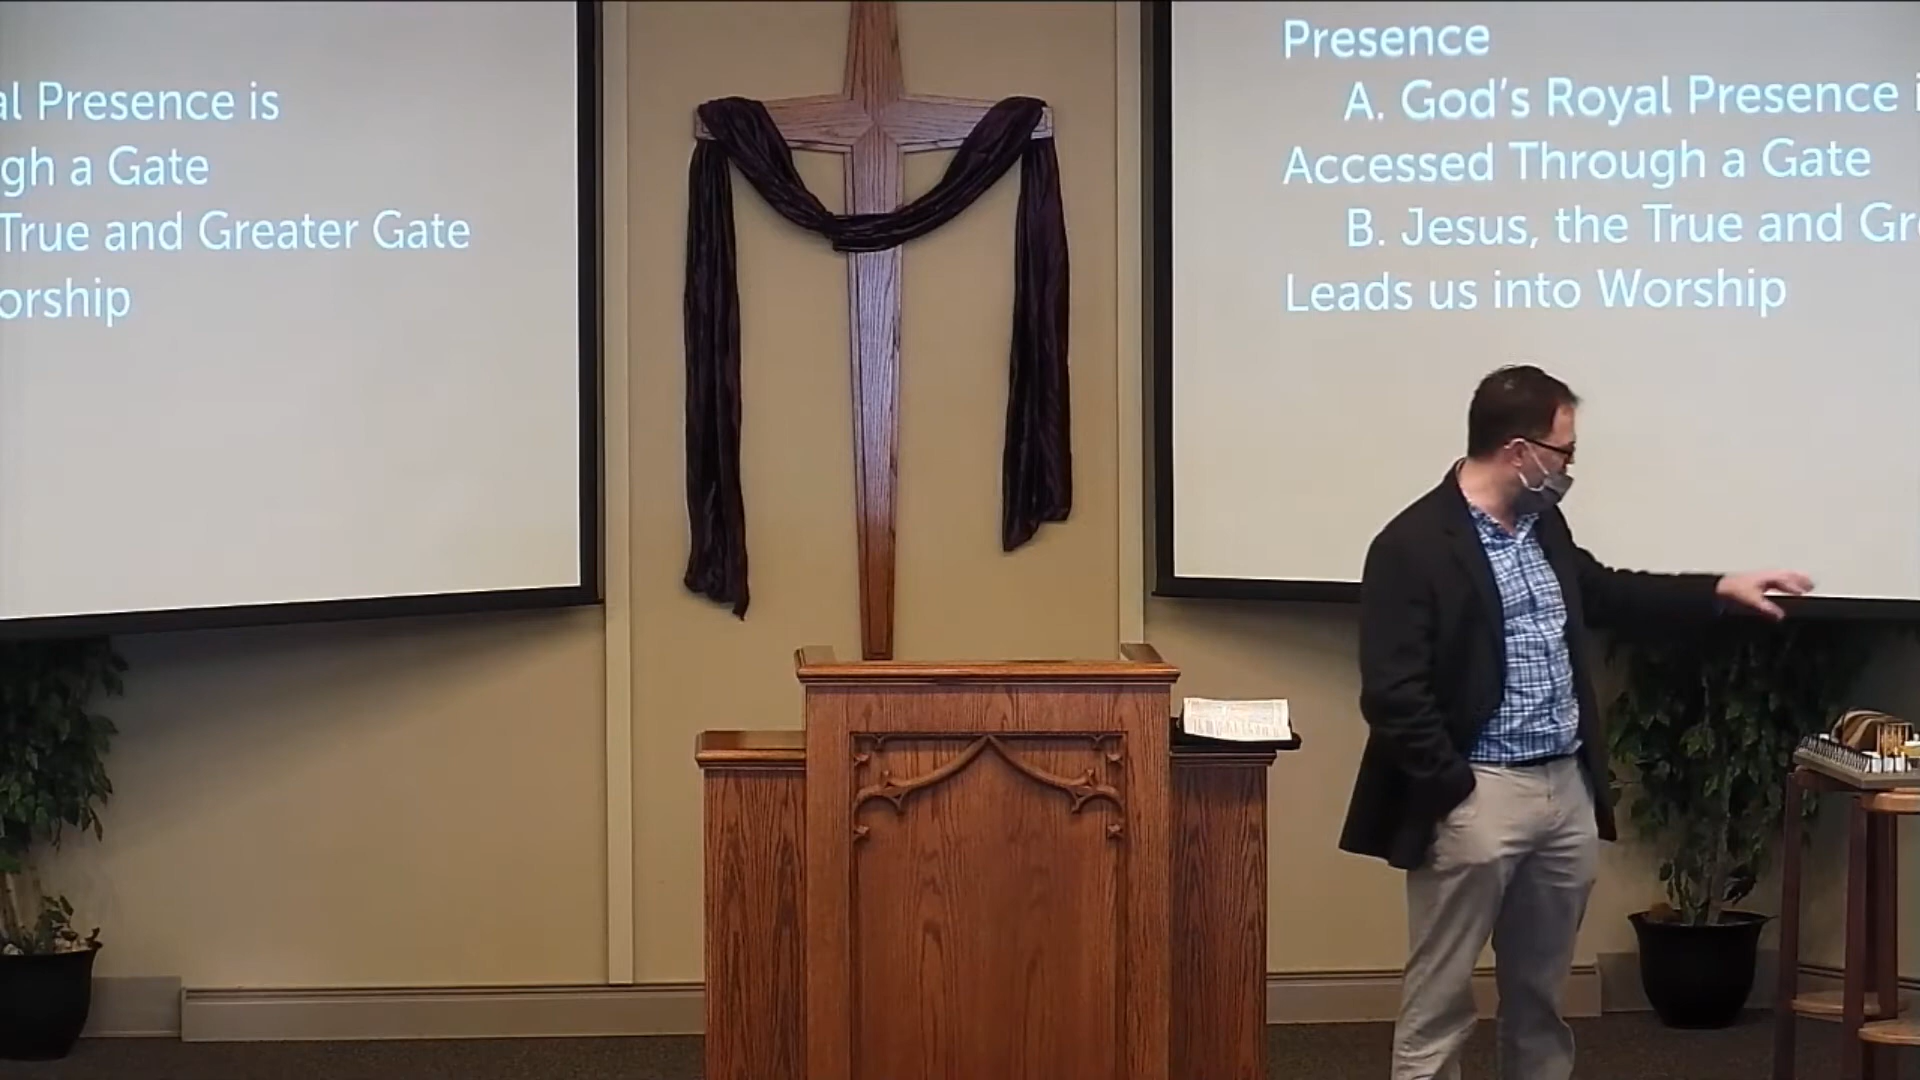 al Presence is
gh a Gate
True and Greater Gate
orship
Presence
A. God's Royal Presence i
Accessed Through a Gate
B. Jesus, the True and Gre
Leads us into Worship